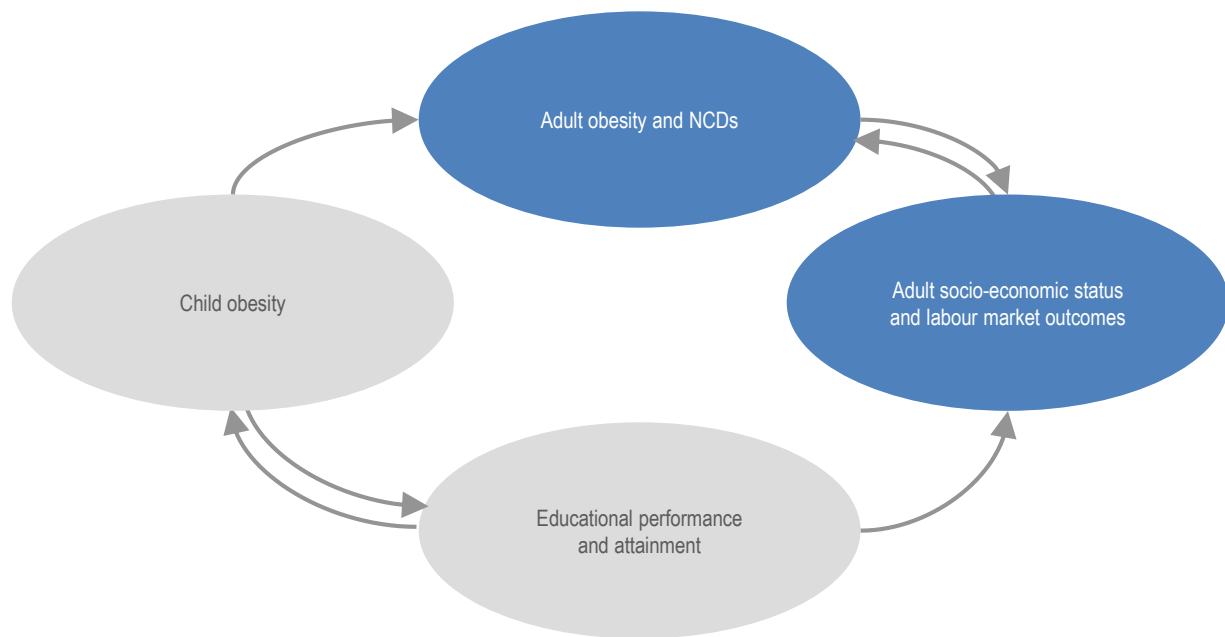 Adult obesity and NCDs
Child obesity
Adult socio-economic status
and labour market outcomes
Educational performance
and attainment